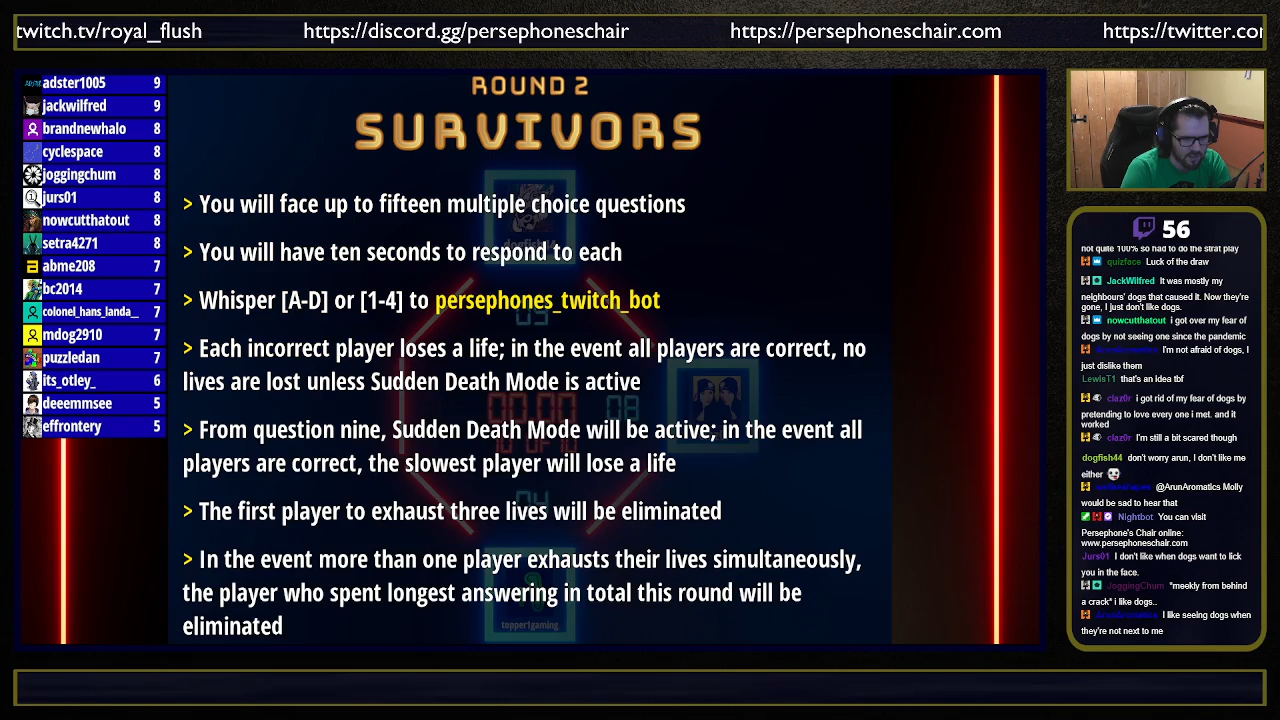 twitch.tv/royal_flush https://discord.gg/persephoneschair https://persephoneschair.com https://twitter.co
adster1005 9
jackwilfred 9
brandnewhalo 8
cyclespace 8
joggingchum 8
jurs01 8
nowcutthatout 8
setra4271 8
abme208 7
bc2014 7
colonel_hans_landa_ 7
mdog2910 7
puzzledan 7
its_otley_ 6
deeemmsee 5
effrontery 5
ROUND 2
SURVIVORS
> You will face up to fifteen multiple choice questions
> You will have ten seconds to respond to each
> Whisper [A-D] or [1-4] to persephones_twitch_bot
> Each incorrect player loses a life; in the event all players are correct, no
lives are lost unless Sudden Death Mode is active
> From question nine, Sudden Death Mode will be active; in the event all
players are correct, the slowest player will lose a life
> The first player to exhaust three lives will be eliminated
> In the event more than one player exhausts their lives simultaneously,
the player who spent longest answering in total this round will be
eliminated
dogfish44
09
00.00
08
10 OF 10
04
topper1gaming
56
not quite 100% so had to do the strat play
quizface Luck of the draw
JackWilfred It was mostly my
neighbours' dogs that caused it. Now they're
gone, I just don't like dogs.
nowcutthatout i got over my fear of
dogs by not seeing one since the pandemic
I'm not afraid of dogs, I
just dislike them
LewisT1 that's an Idea tbf
claz0r i got rid of my fear of dogs by
pretending to love every one i met. and it
worked
claz0r I'm still a bit scared though
dogfish44 don't worry arun, I don't like me
either
@ArunAromatics Molly
would be sad to hear that
Nightbot You can visit
Persephone's Chair online:
www.persephoneschair.com
Jurs01 I don't like when dogs want to lick
you in the face.
JoggingChum *meekly from behind
a crack* i like dogs..
ArunAromatics I like seeing dogs when
they're not next to me